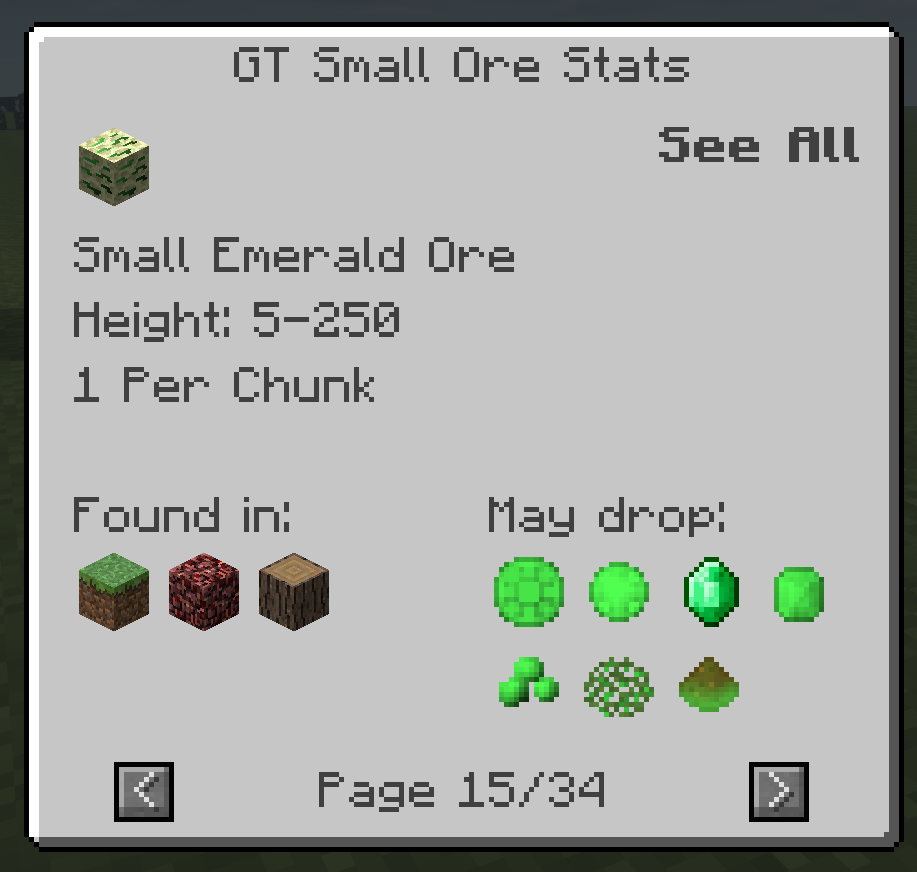 GT Small Ore Stats
See All
Small Emerald Ore
Height: 5-250
1 Per Chunk
Found in:
May drop:
< Page 15/34 >